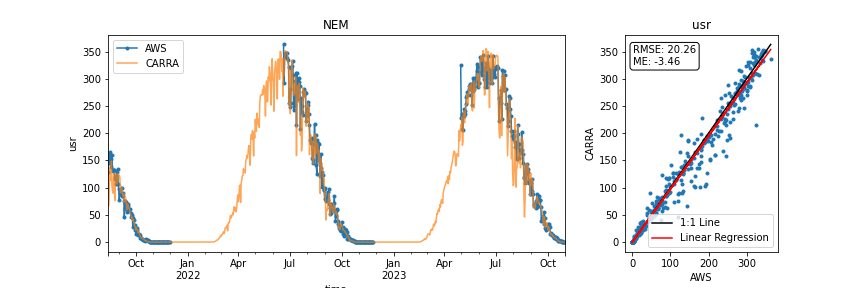 NEM
usr
350
300
250
200
150
100
50
0
AWS
CARRA
Oct
Jan
2022
Apr
Jul
Oct
Jan
2023
Apr
Jul
Oct
time
usr
CARRA
350
300
250
200
150
100
50
0
RMSE: 20.26
ME: -3.46
1:1 Line
Linear Regression
0
100
200
300
AWS